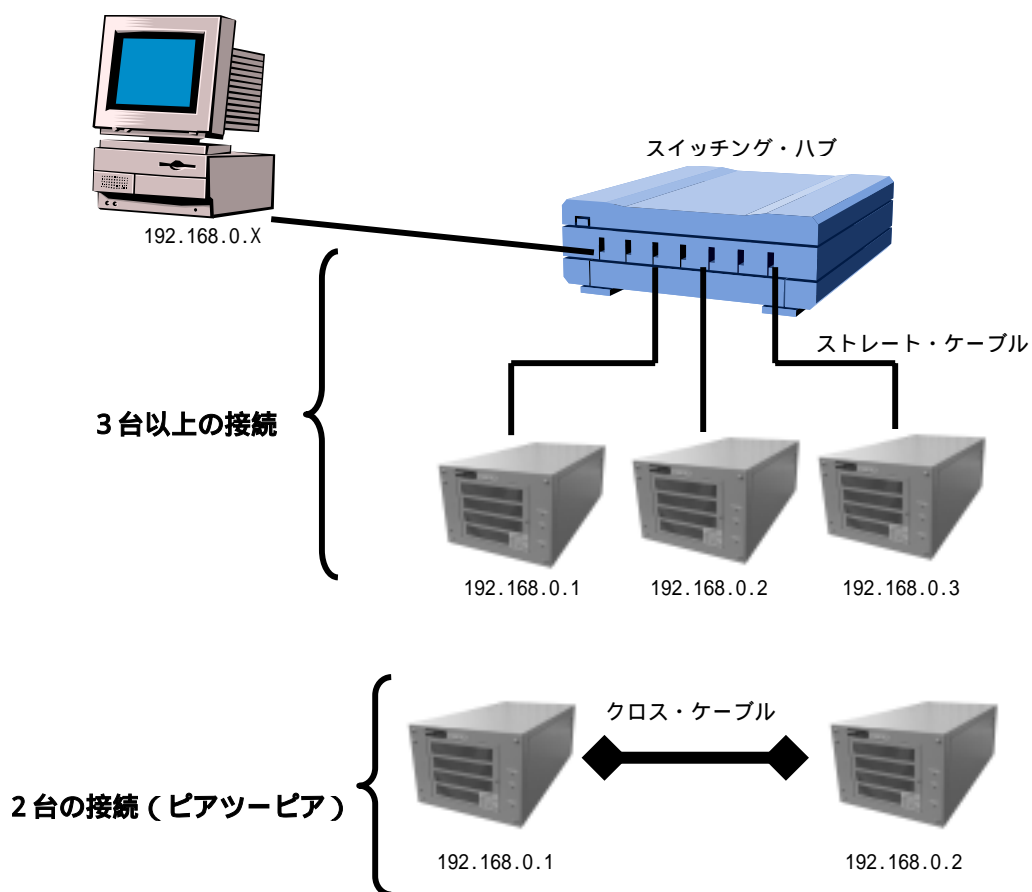 スイッチング・ハブ
192.168.0.X
ストレート・ケーブル
3台以上の接続
192.168.0.1
192.168.0.2
192.168.0.3
クロス・ケーブル
2台の接続(ピアツーピア)
192.168.0.1
192.168.0.2